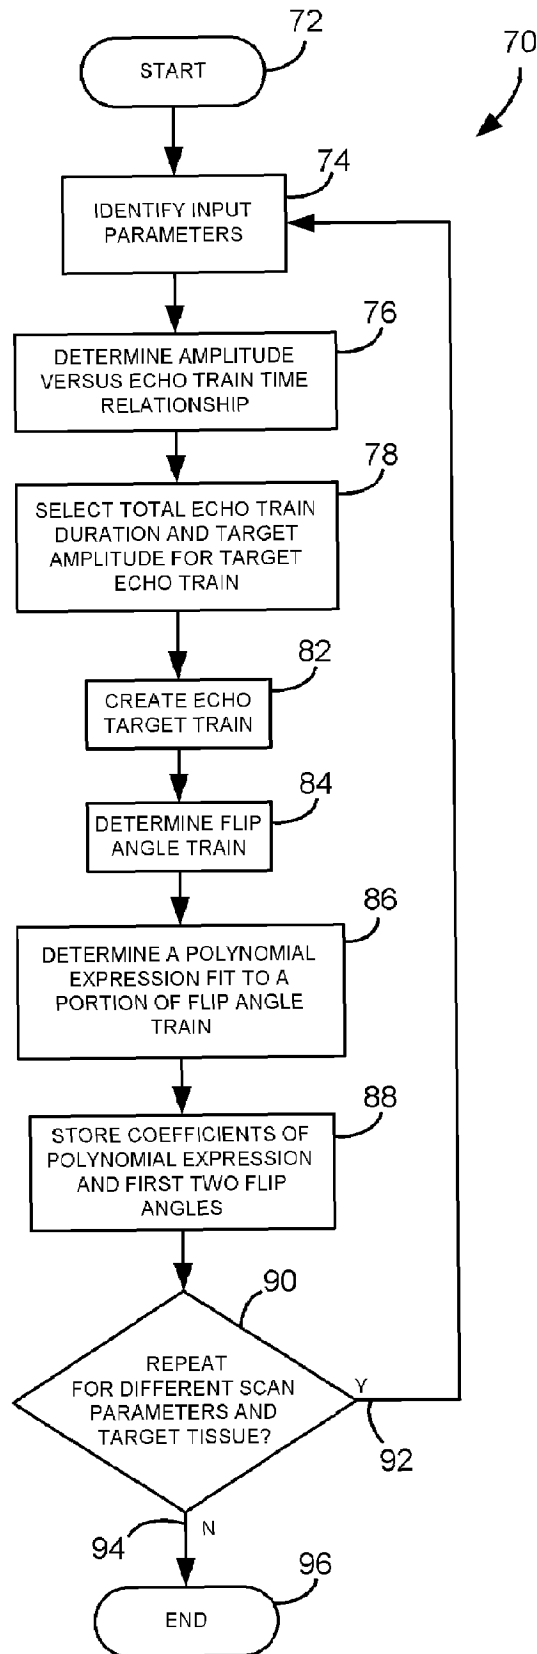 72
70
START
74
IDENTIFY INPUT
PARAMETERS
76
DETERMINE AMPLITUDE
VERSUS ECHO TRAIN TIME
RELATIONSHIP
78
SELECT TOTAL ECHO TRAIN
DURATION AND TARGET
AMPLITUDE FOR TARGET
ECHO TRAIN
82
CREATE ECHO
TARGET TRAIN
84
DETERMINE FLIP
ANGLE TRAIN
86
DETERMINE A POLYNOMIAL
EXPRESSION FIT TO A
PORTION OF FLIP ANGLE
TRAIN
88
STORE COEFFICIENTS OF
POLYNOMIAL EXPRESSION
AND FIRST TWO FLIP
ANGLES
90
REPEAT
FOR DIFFERENT SCAN
PARAMETERS AND
TARGET TISSUE?
Y
92
94
N
96
END